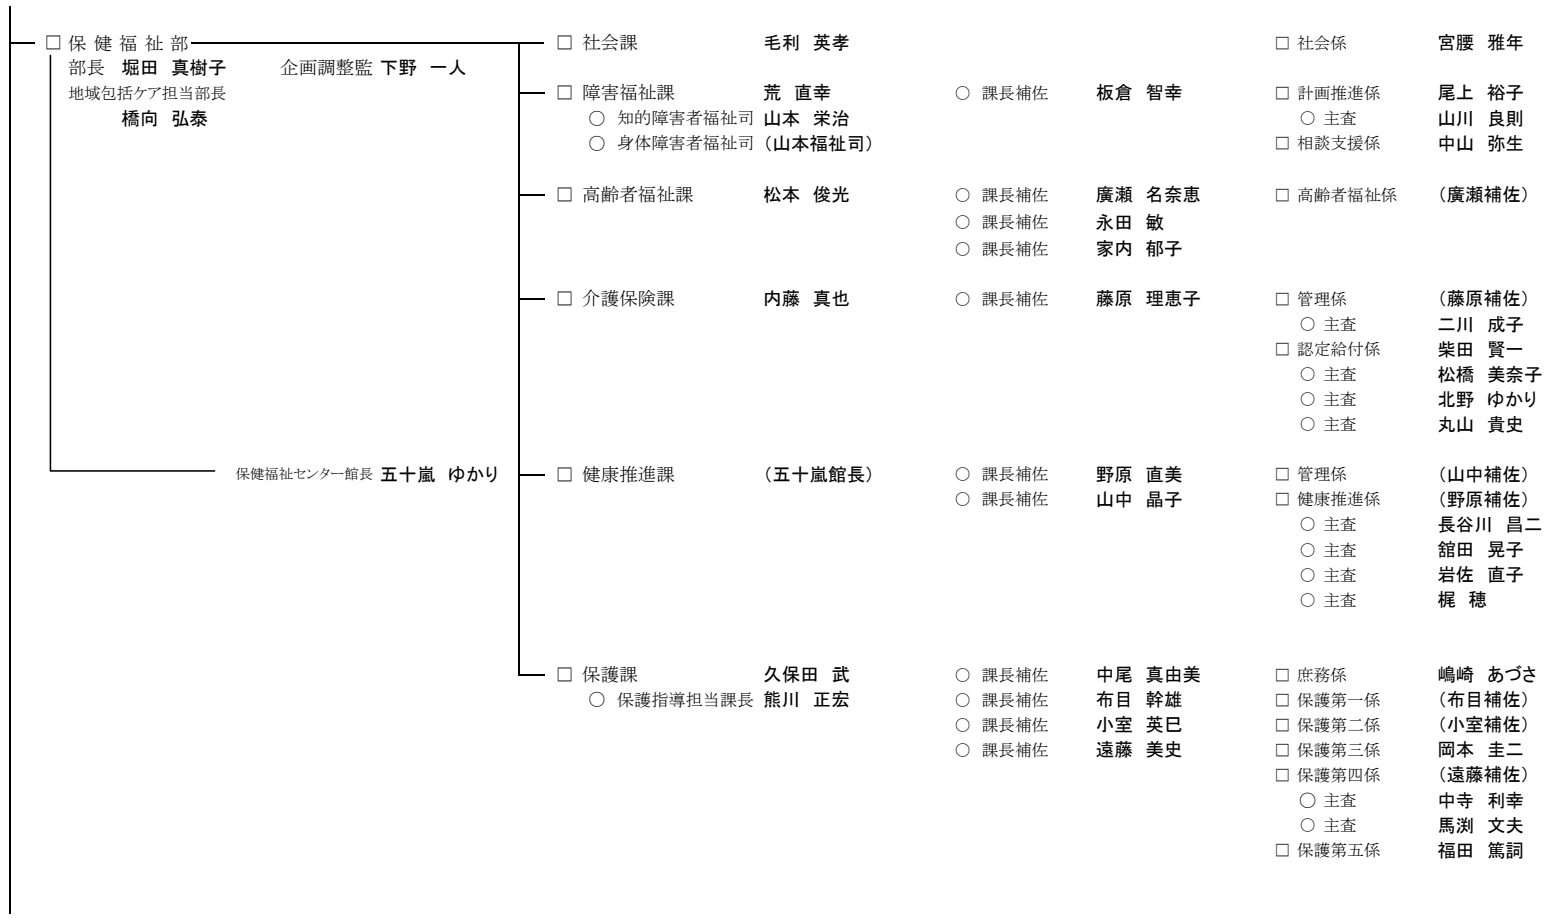 □ 保健福祉部 □ 社会課 毛利 英孝 □ 社会係 宮腰 雅年
部長 堀田 真樹子 企画調整監 下野 一人
地域包括ケア担当部長 □ 障害福祉課 荒 直幸 ○ 課長補佐 板倉 智幸 □ 計画推進係 尾上 裕子
橋向 弘泰 ○ 知的障害者福祉司 山本 栄治 ○ 主査 山川 良則
○ 身体障害者福祉司 (山本福祉司) □ 相談支援係 中山 弥生
□ 高齢者福祉課 松本 俊光 ○ 課長補佐 廣瀬 名奈恵 □ 高齢者福祉係 (廣瀬補佐)
○ 課長補佐 永田 敏
○ 課長補佐 家内 郁子
□ 介護保険課 内藤 真也 ○ 課長補佐 藤原 理恵子 □ 管理係 (藤原補佐)
○ 主査 二川 成子
□ 認定給付係 柴田 賢一
○ 主査 松橋 美奈子
○ 主査 北野 ゆかり
○ 主査 丸山 貴史
保健福祉センター館長 五十嵐 ゆかり □ 健康推進課 (五十嵐館長) ○ 課長補佐 野原 直美 □ 管理係 (山中補佐)
○ 課長補佐 山中 晶子 □ 健康推進係 (野原補佐)
○ 主査 長谷川 昌二
○ 主査 舘田 晃子
○ 主査 岩佐 直子
○ 主査 梶 穂
□ 保護課 久保田 武 ○ 課長補佐 中尾 真由美 □ 庶務係 嶋崎 あづさ
○ 保護指導担当課長 熊川 正宏 ○ 課長補佐 布目 幹雄 □ 保護第一係 (布目補佐)
○ 課長補佐 小室 英巳 □ 保護第二係 (小室補佐)
○ 課長補佐 遠藤 美史 □ 保護第三係 岡本 圭二
□ 保護第四係 (遠藤補佐)
○ 主査 中寺 利幸
○ 主査 馬渕 文夫
□ 保護第五係 福田 篤詞